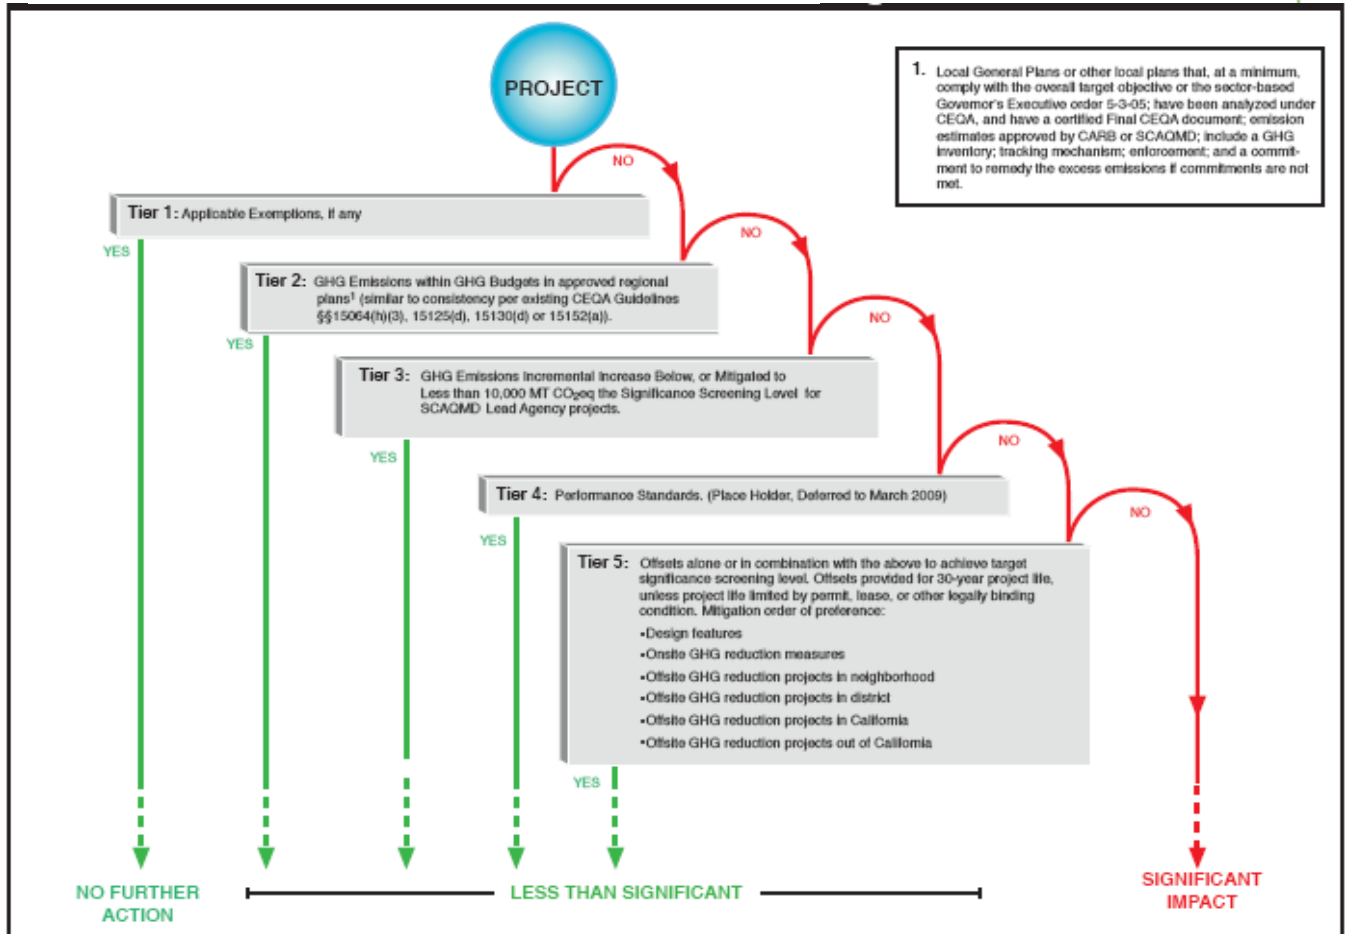 PROJECT
1. Local General Plans or other local plans that, at a minimum,
comply with the overall target objective or the sector-based
Governor's Executive order 5-3-05; have been analyzed under
CEQA, and have a certified Final CEQA document; emission
estimates approved by CARB or SCAQMD; include a GHG
inventory; tracking mechanism; enforcement; and a commit-
ment to remedy the excess emissions if commitments are not
met.
NO
Tier 1: Applicable Exemptions, if any
YES
NO
Tier 2: GHG Emissions within GHG Budgets in approved regional
plans¹ (similar to consistency per existing CEQA Guidelines
§§15064(h)(3), 15125(d), 15130(d) or 15152(a)).
YES
NO
Tier 3: GHG Emissions Incremental Increase Below, or Mitigated to
Less than 10,000 MT CO₂eq the Significance Screening Level for
SCAQMD Lead Agency projects.
YES
NO
Tier 4: Performance Standards. (Place Holder, Deferred to March 2009)
YES
NO
Tier 5: Offsets alone or in combination with the above to achieve target
significance screening level. Offsets provided for 30-year project life,
unless project life limited by permit, lease, or other legally binding
condition. Mitigation order of preference:
•Design features
•Onsite GHG reduction measures
•Offsite GHG reduction projects in neighborhood
•Offsite GHG reduction projects in district
•Offsite GHG reduction projects in California
•Offsite GHG reduction projects out of California
YES
NO FURTHER
ACTION
LESS THAN SIGNIFICANT
SIGNIFICANT
IMPACT